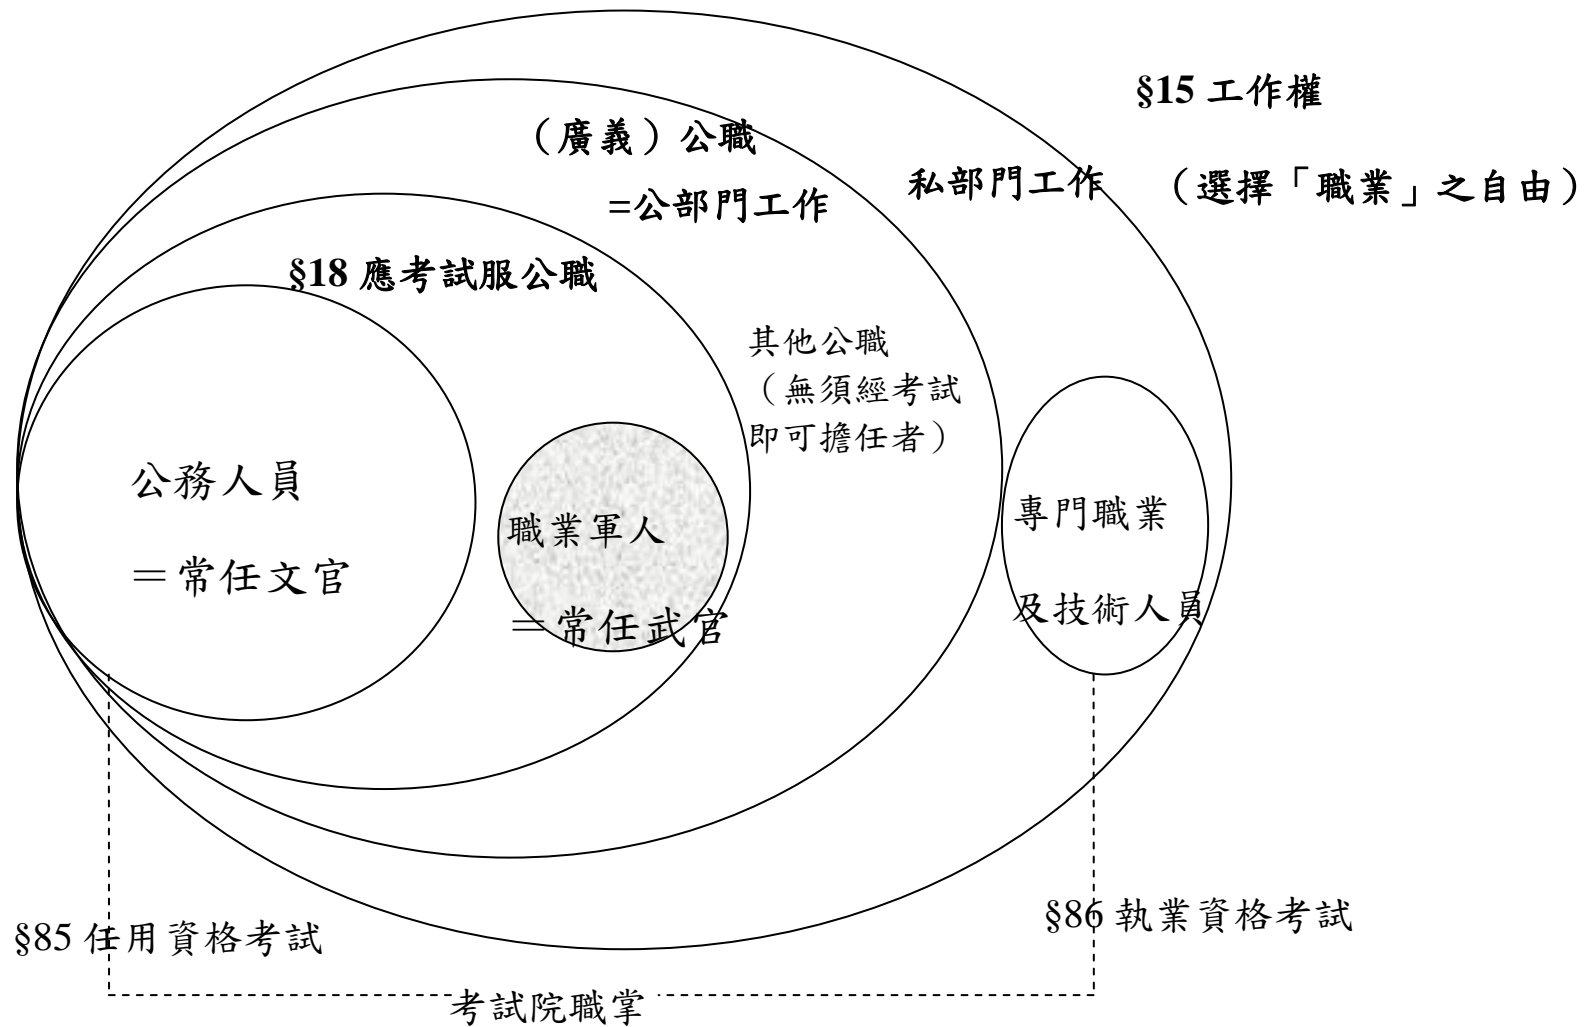 §15 工作權
（廣義）公職
私部門工作
（選擇「職業」之自由）
=公部門工作
§18 應考試服公職
其他公職
（無須經考試
即可擔任者）
公務人員
＝常任文官
職業軍人
＝常任武官
專門職業
及技術人員
§85 任用資格考試
§86 執業資格考試
考試院職掌